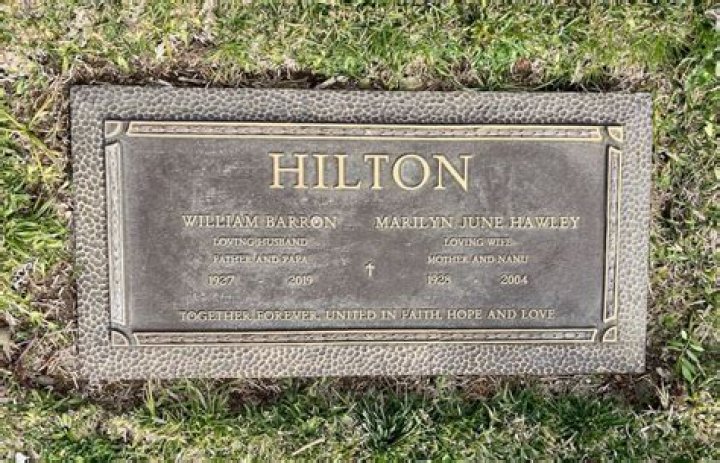 HILTON
WILLIAM BARRON MARILYN JUNE HAWLEY
LOVING HUSBAND LOVING WIFE
FATHER AND PAPA MOTHER AND NANU
1927 - 2019 1928 - 2004
TOGETHER FOREVER, UNITED IN FAITH, HOPE AND LOVE